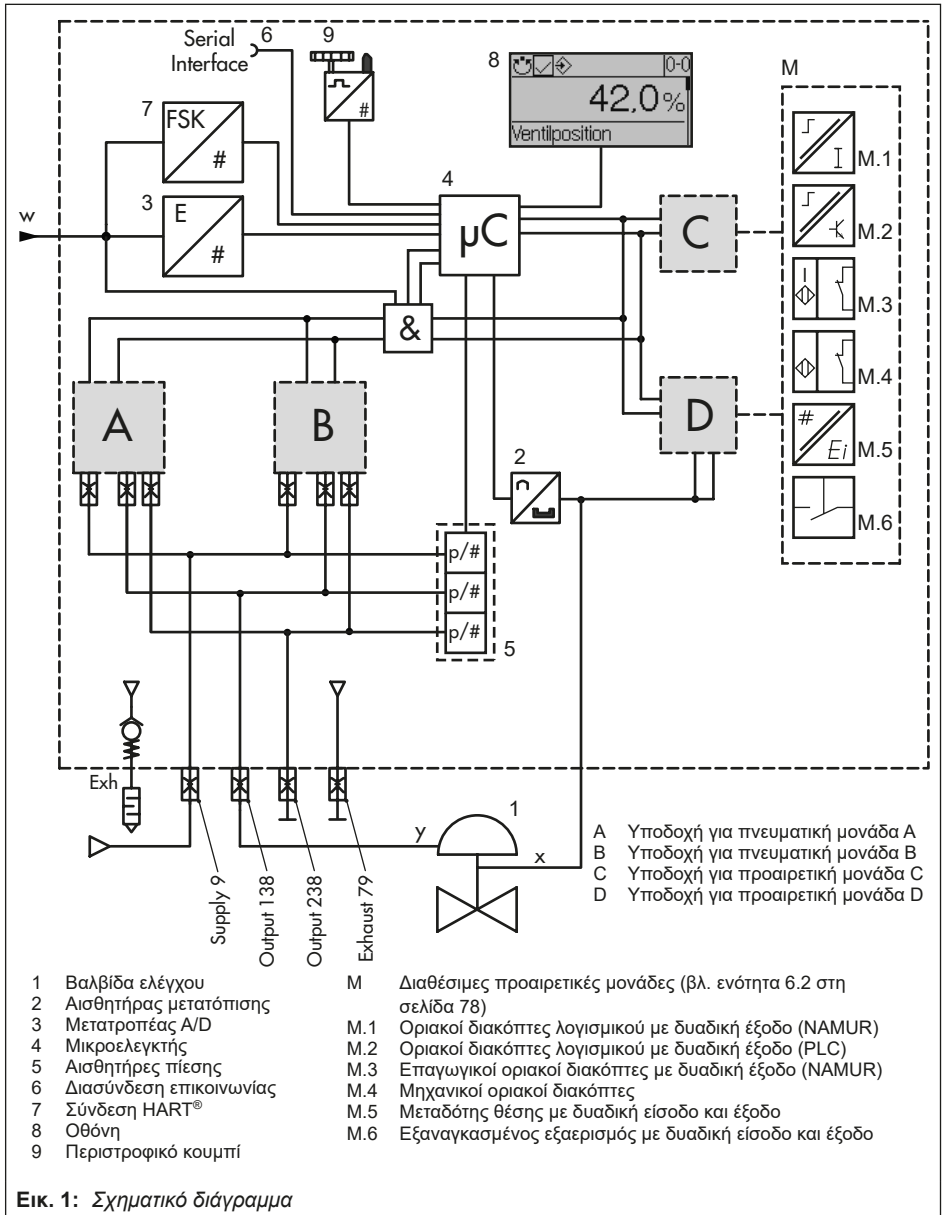 Serial
Interface
6
9
8
0-0
42,0%
Ventilposition
M
7
FSK
#
#
4
M.1
I
w
3
E
#
µC
C
M.2
M.3
&
M.4
A
B
D
#
Ei
M.5
2
M.6
p/#
p/#
p/#
5
Exh
1
y
x
Supply 9
Output 138
Output 238
Exhaust 79
A Υποδοχή για πνευματική μονάδα A
B Υποδοχή για πνευματική μονάδα B
C Υποδοχή για προαιρετική μονάδα C
D Υποδοχή για προαιρετική μονάδα D
1 Βαλβίδα ελέγχου
2 Αισθητήρας μετατόπισης
3 Μετατροπέας A/D
4 Μικροελεγκτής
5 Αισθητήρες πίεσης
6 Διασύνδεση επικοινωνίας
7 Σύνδεση HART®
8 Οθόνη
9 Περιστροφικό κουμπί
M Διαθέσιμες προαιρετικές μονάδες (βλ. ενότητα 6.2 στη
σελίδα 78)
M.1 Οριακοί διακόπτες λογισμικού με δυαδική έξοδο (NAMUR)
M.2 Οριακοί διακόπτες λογισμικού με δυαδική έξοδο (PLC)
M.3 Επαγωγικοί οριακοί διακόπτες με δυαδική έξοδο (NAMUR)
M.4 Μηχανικοί οριακοί διακόπτες
M.5 Μεταδότης θέσης με δυαδική είσοδο και έξοδο
M.6 Εξαναγκασμένος εξαερισμός με δυαδική είσοδο και έξοδο
Εικ. 1: Σχηματικό διάγραμμα